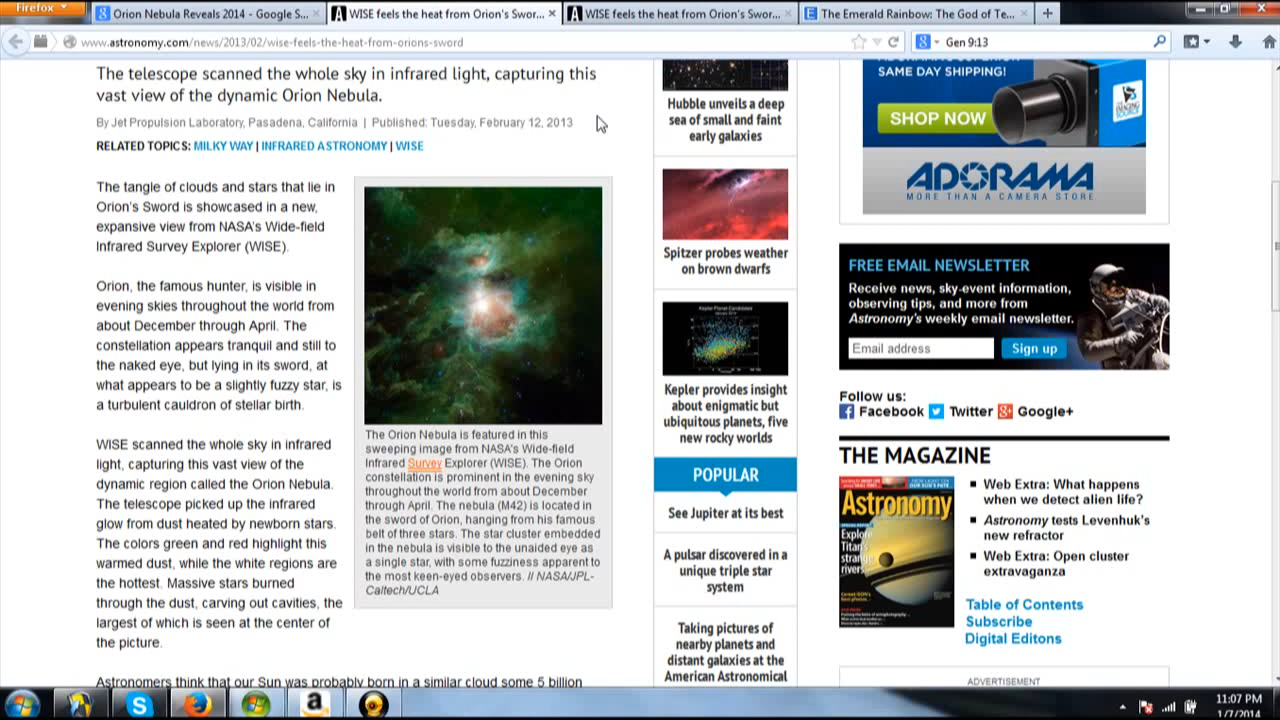 Firefox
Orion Nebula Reveals 2014 - Google S...
WISE feels the heat from Orion's Swor...
WISE feels the heat from Orion's Swor...
The Emerald Rainbow: The God of Te...
www.astronomy.com/news/2013/02/wise-feels-the-heat-from-orions-sword
Gen 9:13
The telescope scanned the whole sky in infrared light, capturing this
vast view of the dynamic Orion Nebula.
By Jet Propulsion Laboratory, Pasadena, California | Published: Tuesday, February 12, 2013
RELATED TOPICS: MILKY WAY | INFRARED ASTRONOMY | WISE
The tangle of clouds and stars that lie in
Orion's Sword is showcased in a new,
expansive view from NASA's Wide-field
Infrared Survey Explorer (WISE).
Orion, the famous hunter, is visible in
evening skies throughout the world from
about December through April. The
constellation appears tranquil and still to
the naked eye, but lying in its sword, at
what appears to be a slightly fuzzy star, is
a turbulent cauldron of stellar birth.
WISE scanned the whole sky in infrared
light, capturing this vast view of the
dynamic region called the Orion Nebula.
The telescope picked up the infrared
glow from dust heated by newborn stars.
The colors green and red highlight this
warmed dust, while the white regions are
the hottest. Massive stars burned
through the dust, carving out cavities, the
largest of which is seen at the center of
the picture.
Astronomers think that our Sun was probably born in a similar cloud some 5 billion
The Orion Nebula is featured in this
sweeping image from NASA's Wide-field
Infrared Survey Explorer (WISE). The Orion
constellation is prominent in the evening sky
throughout the world from about December
through April. The nebula (M42) is located in
the sword of Orion, hanging from his famous
belt of three stars. The star cluster embedded
in the nebula is visible to the unaided eye as
a single star, with some fuzziness apparent to
the most keen-eyed observers. // NASA/JPL-
Caltech/UCLA
Hubble unveils a deep
sea of small and faint
early galaxies
Spitzer probes weather
on brown dwarfs
Kepler Planet Candidates
Kepler provides insight
about enigmatic but
ubiquitous planets, five
new rocky worlds
POPULAR
See Jupiter at its best
A pulsar discovered in a
unique triple star
system
Taking pictures of
nearby planets and
distant galaxies at the
American Astronomical
ADORAMA'S SUPERIOR
SAME DAY SHIPPING!
SHOP NOW
THE IMAGING SOURCE
ADORAMA
MORE THAN A CAMERA STORE
FREE EMAIL NEWSLETTER
Receive news, sky-event information,
observing tips, and more from
Astronomy's weekly email newsletter.
Email address
Sign up
Follow us:
Facebook Twitter Google+
THE MAGAZINE
Astronomy
Explore
Titan's
strange
rivers
Web Extra: What happens
when we detect alien life?
Astronomy tests Levenhuk's
new refractor
Web Extra: Open cluster
extravaganza
Table of Contents
Subscribe
Digital Editons
ADVERTISEMENT
11:07 PM
1/7/2014